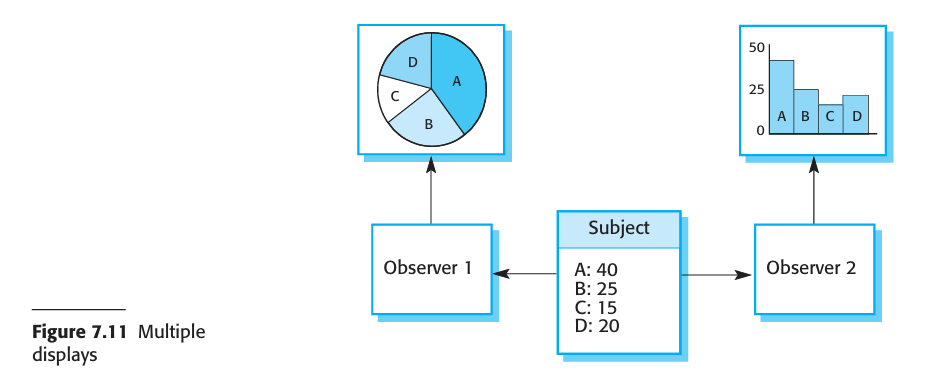 D
A
C
B
50
25
0
A B C D
Observer 1
Subject
A: 40
B: 25
C: 15
D: 20
Observer 2
Figure 7.11 Multiple
displays